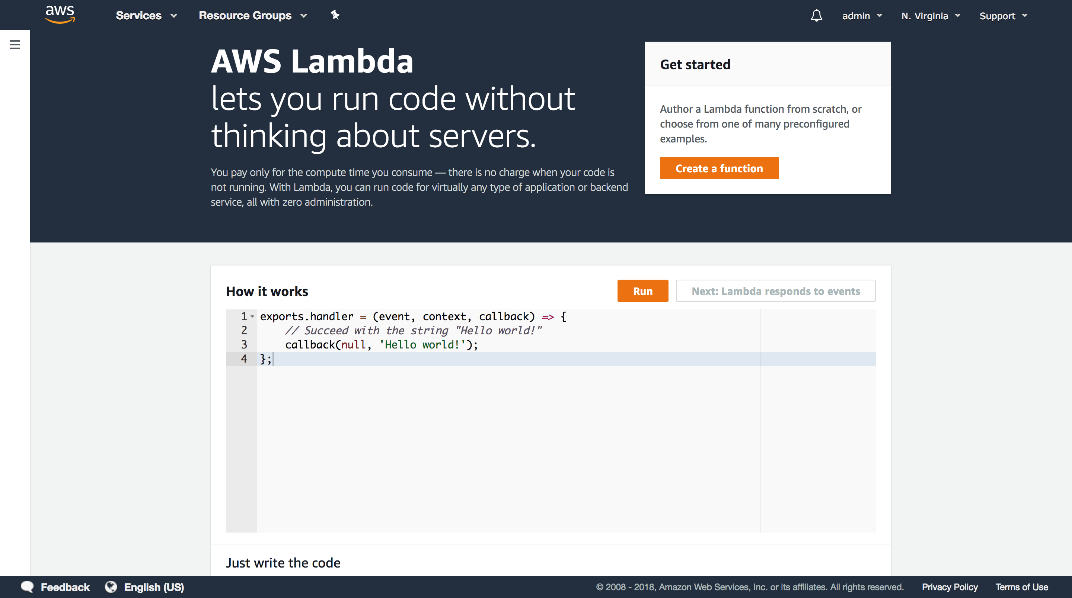 aws
Services
Resource Groups
admin
N. Virginia
Support
AWS Lambda
lets you run code without
thinking about servers.
You pay only for the compute time you consume — there is no charge when your code is
not running. With Lambda, you can run code for virtually any type of application or backend
service, all with zero administration.
Get started
Author a Lambda function from scratch, or
choose from one of many preconfigured
examples.
Create a function
How it works
Run
Next: Lambda responds to events
1 exports.handler = (event, context, callback) => {
2 // Succeed with the string "Hello world!"
3 callback(null, 'Hello world!');
4 };
Just write the code
Feedback
English (US)
© 2008 - 2018, Amazon Web Services, Inc. or its affiliates. All rights reserved.
Privacy Policy
Terms of Use